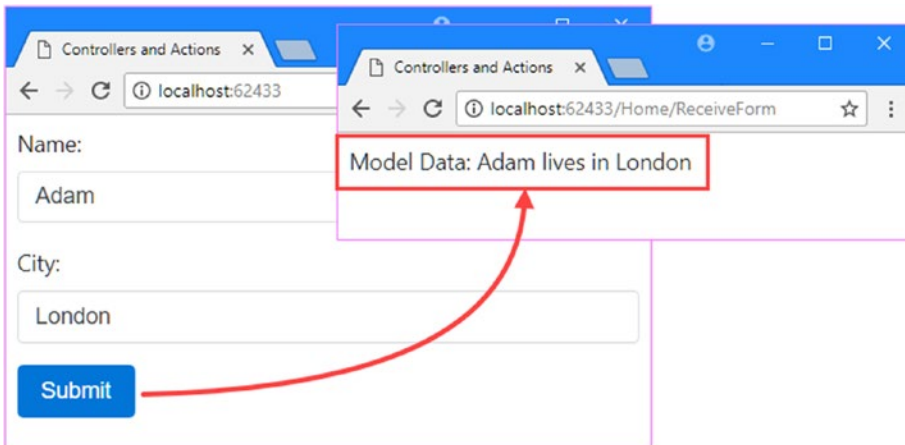 Controllers and Actions
localhost:62433
Name:
Adam
City:
London
Submit
Controllers and Actions
localhost:62433/Home/ReceiveForm
Model Data: Adam lives in London